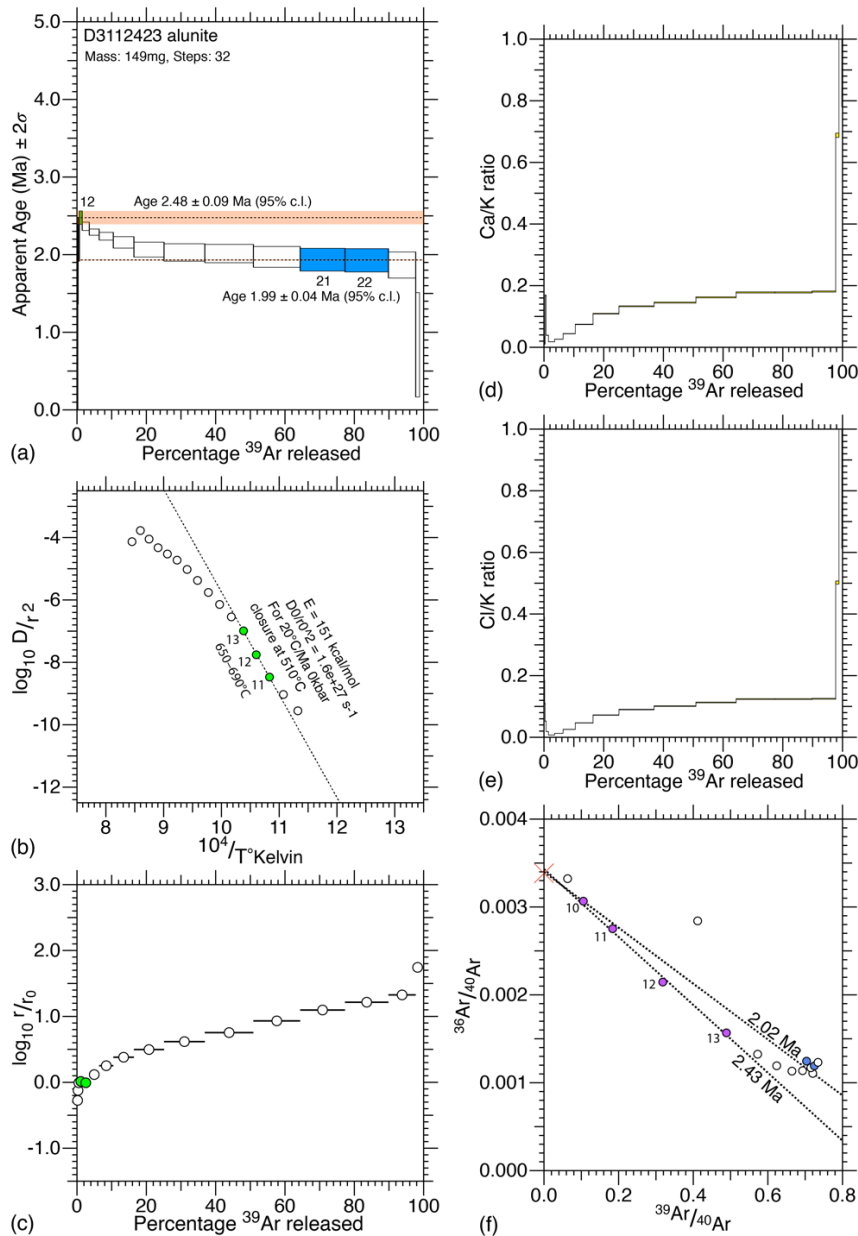 D3112423 alunite
Mass: 149mg, Steps: 32
12
Age 2.48 ± 0.09 Ma (95% c.l.)
21
22
Age 1.99 ± 0.04 Ma (95% c.l.)
5.0
4.0
3.0
2.0
1.0
0.0
Apparent Age (Ma) ± 2σ
0
20
40
60
80
100
Percentage ³⁹Ar released
(a)
1.0
0.8
0.6
0.4
0.2
0.0
Ca/K ratio
0
20
40
60
80
100
Percentage ³⁹Ar released
(d)
-4
-6
-8
-10
-12
log₁₀ D/r2
13
12
11
650–690°C
E = 151 kcal/mol
D0/r0^2 = 1.6e+27 s-1
For 20°C/Ma 0kbar
closure at 510°C
8
9
10
11
12
13
10⁴/T°Kelvin
(b)
1.0
0.8
0.6
0.4
0.2
0.0
Cl/K ratio
0
20
40
60
80
100
Percentage ³⁹Ar released
(e)
3.0
2.0
1.0
0.0
-1.0
log₁₀ r/r₀
0
20
40
60
80
100
Percentage ³⁹Ar released
(c)
0.004
0.003
0.002
0.001
0.000
³⁶Ar/⁴⁰Ar
10
11
12
13
2.02 Ma
2.43 Ma
0.0
0.2
0.4
0.6
0.8
³⁹Ar/⁴⁰Ar
(f)